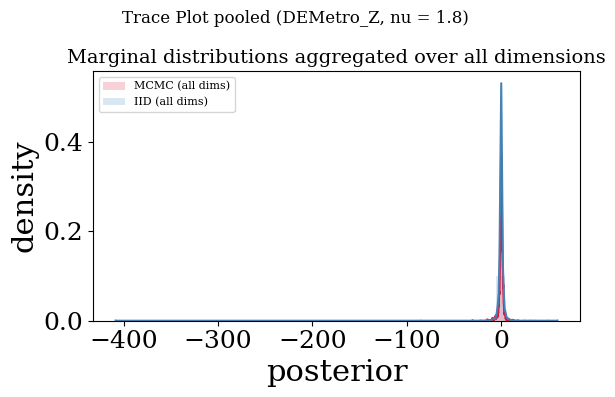 Trace Plot pooled (DEMetro_Z, nu = 1.8)
Marginal distributions aggregated over all dimensions
MCMC (all dims)
IID (all dims)
density
0.4
0.2
0.0
−400 −300 −200 −100 0
posterior